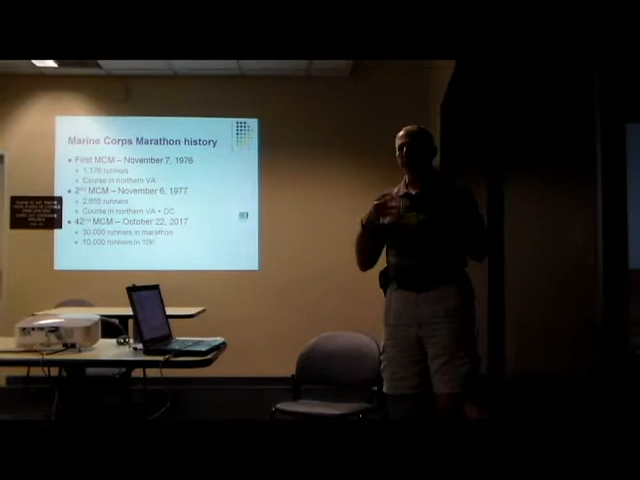 Marine Corps Marathon history
First MCM – November 7, 1976
1,178 runners
Course in northern VA
2nd MCM – November 6, 1977
2,655 runners
Course in northern VA + DC
42nd MCM – October 22, 2017
30,000 runners in marathon
10,000 runners in 10K